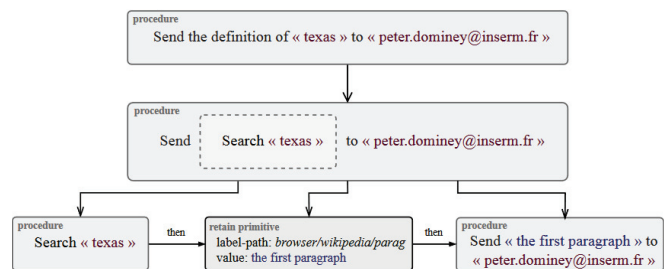 procedure
Send the definition of « texas » to « peter.dominey@inserm.fr »
procedure
Send Search « texas » to « peter.dominey@inserm.fr »
procedure
Search « texas »
then
retain primitive
label-path: browser/wikipedia/parag
value: the first paragraph
then
procedure
Send « the first paragraph » to
« peter.dominey@inserm.fr »